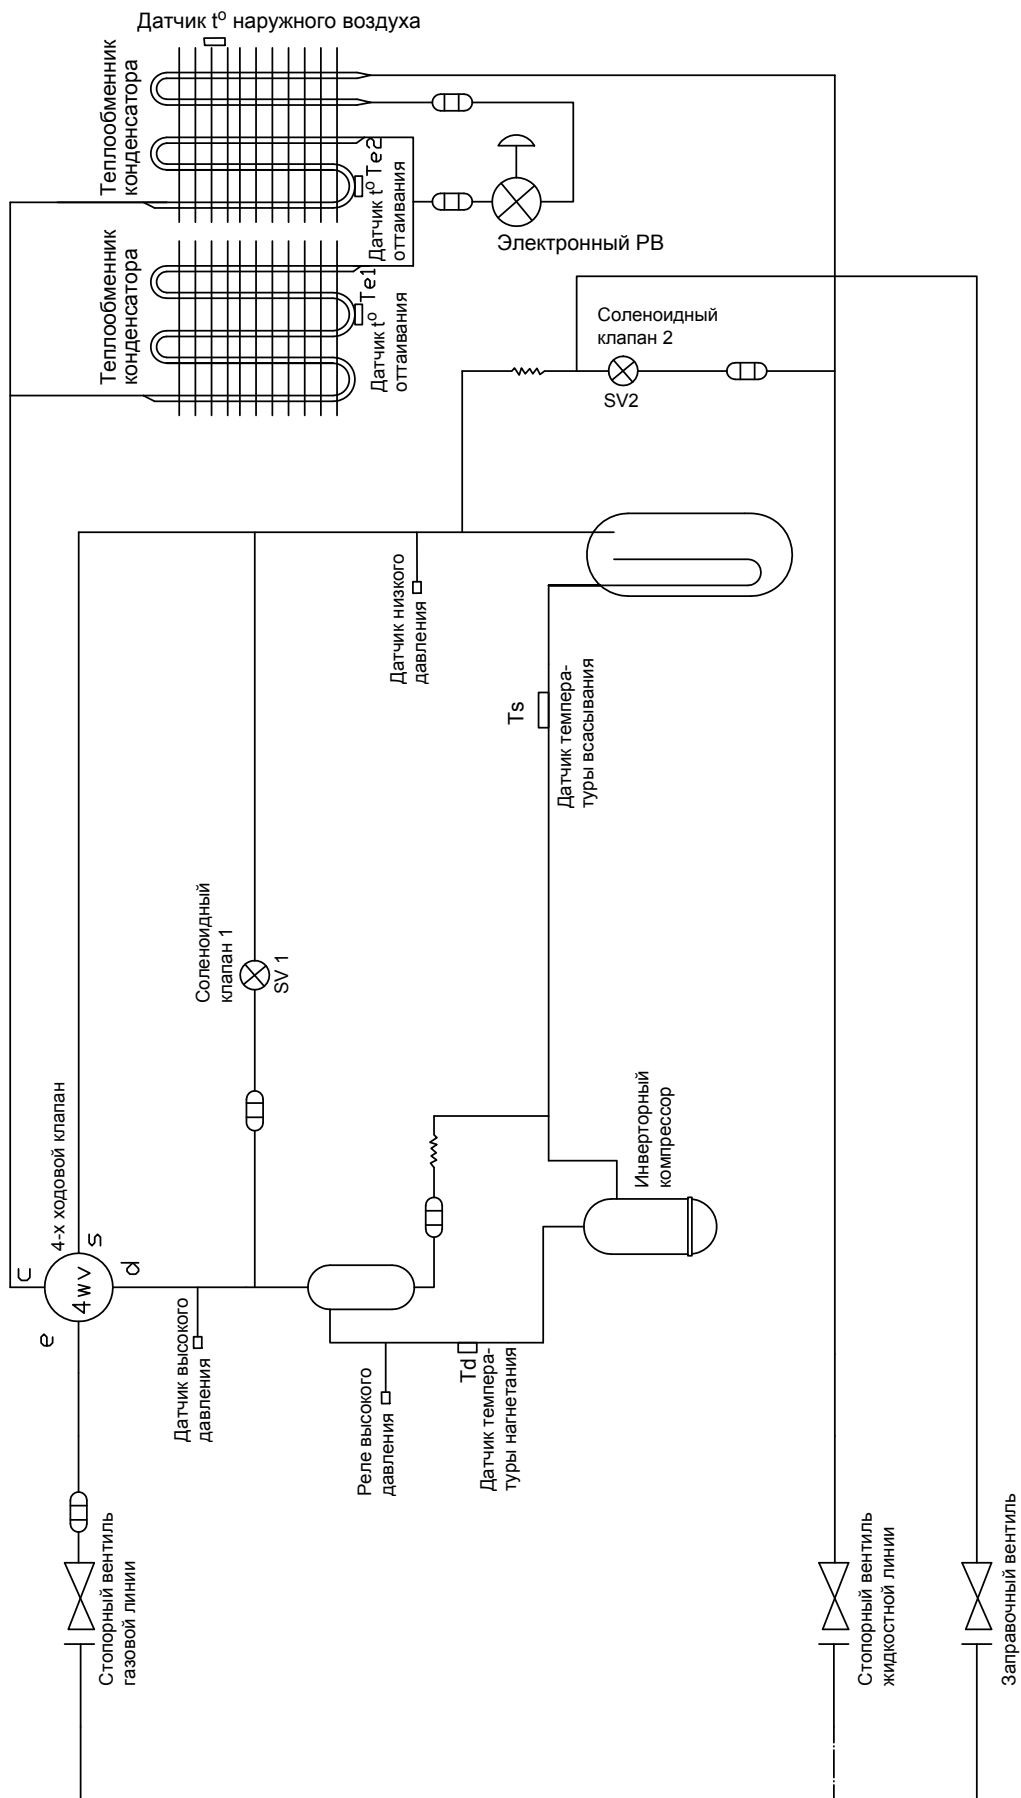 Датчик t° наружного воздуха
Теплообменник
конденсатора
Te2
Датчик t°
оттаивания
Электронный РВ
Теплообменник
конденсатора
Te1
Датчик t°
оттаивания
Соленоидный
клапан 2
SV2
Датчик низкого
давления
Ts
Датчик темпера-
туры всасывания
Соленоидный
клапан 1
SV 1
Инверторный
компрессор
4-х ходовой клапан
c
s
4WV
d
e
Датчик высокого
давления
Реле высокого
давления
Td
Датчик темпера-
туры нагнетания
Стопорный вентиль
газовой линии
Стопорный вентиль
жидкостной линии
Заправочный вентиль